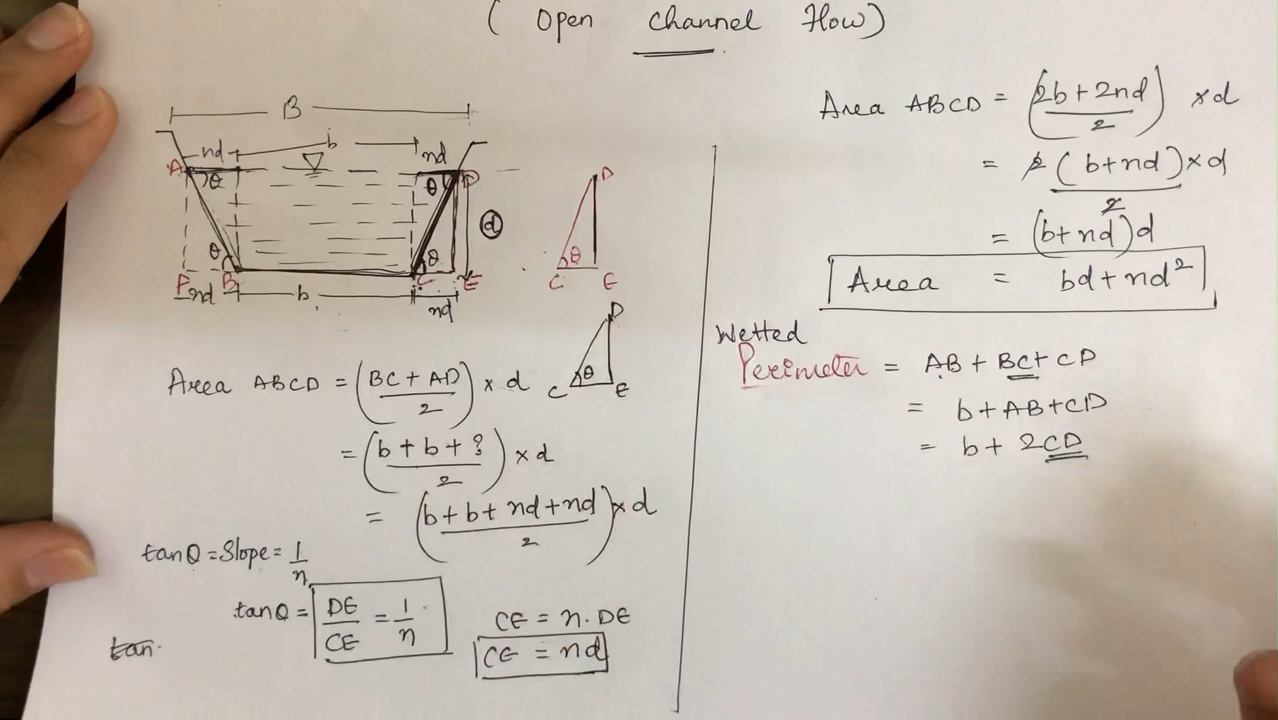 ( Open channel Flow)
B
nd b nd
A θ θ D
d
θ θ
F B C E
nd b nd
D
C θ E
D
C θ E
Area ABCD = (BC + AD / 2) × d
= (b + b + ? / 2) × d
= (b + b + nd + nd / 2) × d
tanθ = Slope = 1/n
tanθ = DE/CE = 1/n
CE = n. DE
CE = nd
tan
Area ABCD = (2b + 2nd / 2) × d
= 2(b + nd) / 2 × d
= (b + nd)d
Area = bd + nd²
Wetted
Perimeter = AB + BC + CD
= b + AB + CD
= b + 2CD